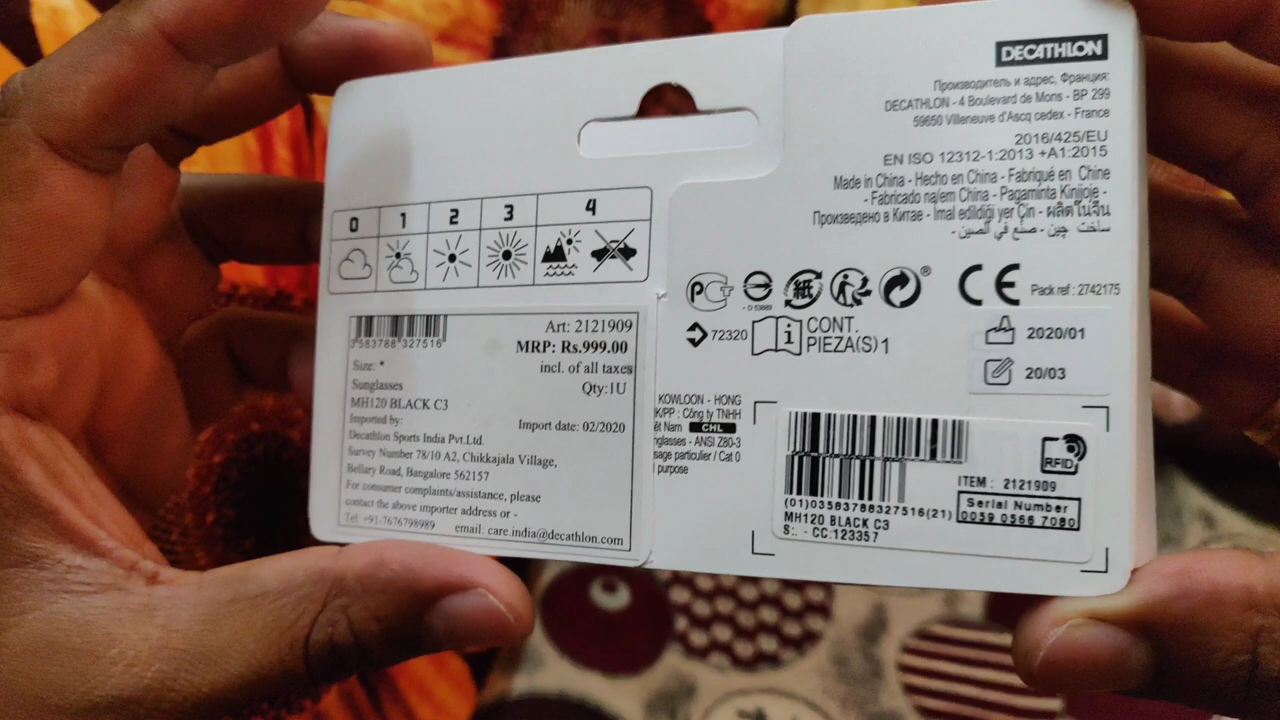 DECATHLON
Производитель и адрес, Франция:
DECATHLON - 4 Boulevard de Mons - BP 299
59650 Villeneuve d'Ascq cedex - France
2016/425/EU
EN ISO 12312-1:2013 +A1:2015
Made in China - Hecho en China - Fabriqué en Chine
- Fabricado na/em China - Pagaminta Kinijoje -
Произведено в Китае - Imal edildiği yer Çin - ผลิตในจีน
ساخت چین - صنع في الصين -
0 1 2 3 4
PCT
紙
®
CE
Pack ref : 2742175
72320
i
CONT.
PIEZA(S) 1
2020/01
20/03
3583788 327516
Art: 2121909
MRP: Rs.999.00
incl. of all taxes
Size: *
Qty:1U
Sunglasses
MH120 BLACK C3
Imported by:
Import date: 02/2020
Decathlon Sports India Pvt.Ltd.
Survey Number 78/10 A2, Chikkajala Village,
Bellary Road, Bangalore 562157
For consumer complaints/assistance, please
contact the above importer address or -
Tel: +91-7676798989 email: care.india@decathlon.com
KOWLOON - HONG
K/PP : Công ty TNHH
ệt Nam CHL
nglasses - ANSI Z80-3
sage particulier / Cat 0
l purpose
RFID
ITEM : 2121909
Serial Number
0059 0566 7080
(01)03583788327516(21)
MH120 BLACK C3
S:. - CC:123357